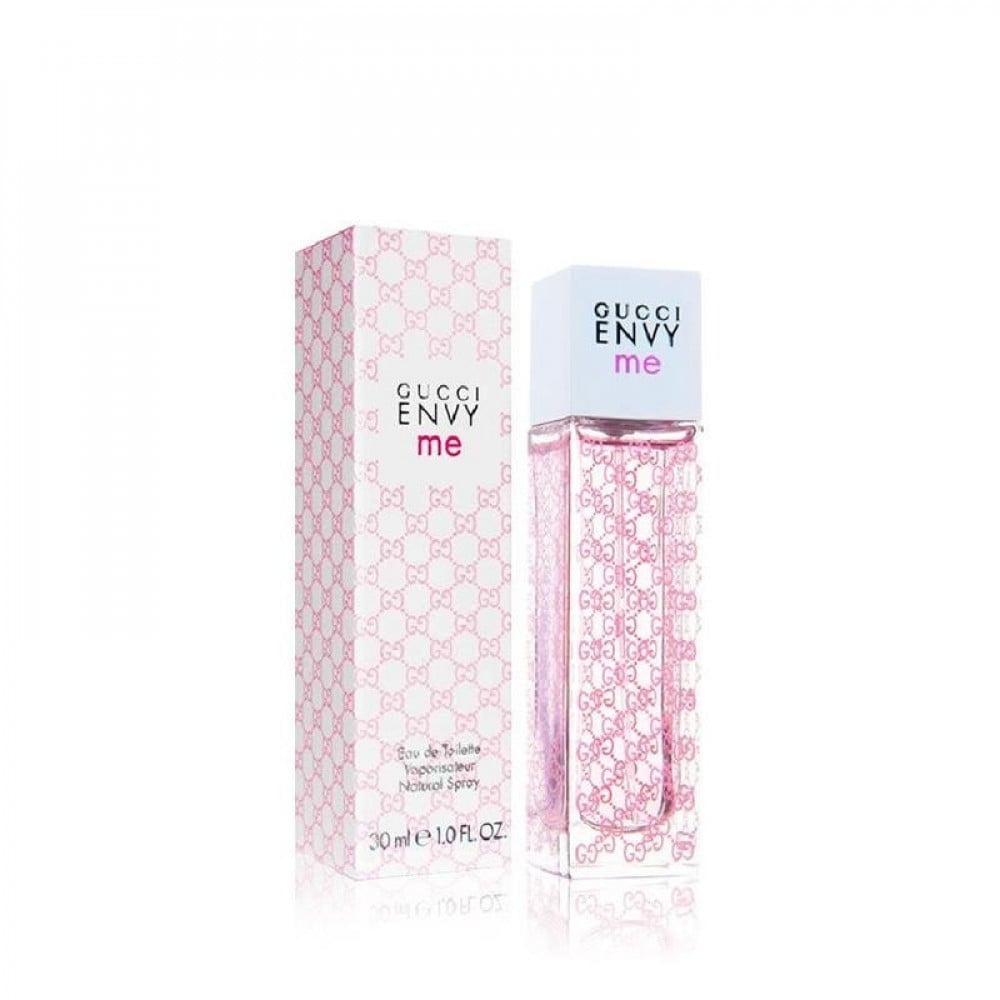 GUCCI
ENVY
me
Eau de Toilette
Vaporisateur
Natural Spray
30 ml e 1.0 FL. OZ.
GUCCI
ENVY
me